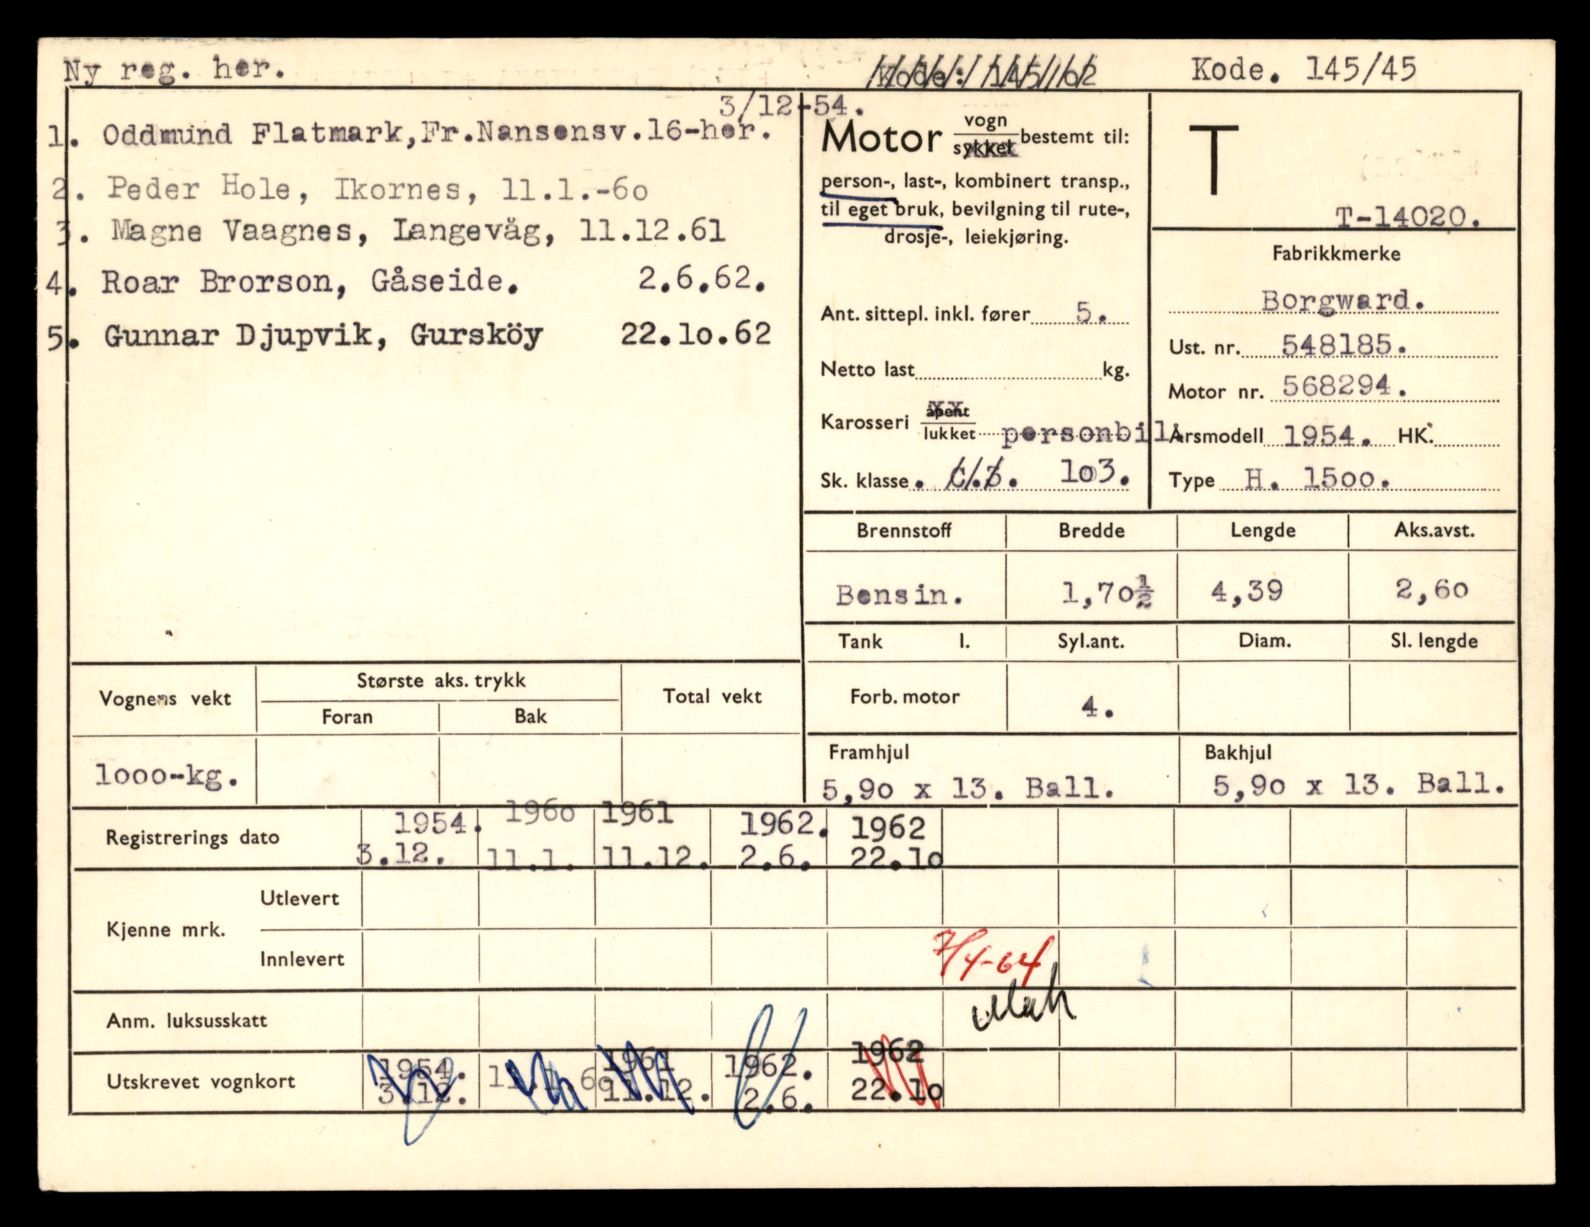 Ny reg. her.
Kode: 145/102
Kode. 145/45
3/12-54.
1. Oddmund Flatmark,Fr.Nansensv.16-her.
2. Peder Hole, Ikornes, 11.1.-60
3. Magne Vaagnes, Langevåg, 11.12.61
4. Roar Brorson, Gåseide. 2.6.62.
5. Gunnar Djupvik, Gursköy 22.10.62
Motor vogn sykkel bestemt til:
person-, last-, kombinert transp.,
til eget bruk, bevilgning til rute-,
drosje-, leiekjøring.
Ant. sittepl. inkl. fører 5.
Netto last kg.
Karosseri åpent lukket personbil
Sk. klasse. 103.
T
T-14020.
Fabrikkmerke
Borgward.
Ust. nr. 548185.
Motor nr. 568294.
Årsmodell 1954. HK.
Type H. 1500.
Brennstoff Bredde Lengde Aks.avst.
Bensin. 1,70½ 4,39 2,60
Tank l. Syl.ant. Diam. Sl. lengde
Forb. motor 4.
Framhjul Bakhjul
5,90 x 13. Ball. 5,90 x 13. Ball.
Vognens vekt Største aks. trykk Total vekt
Foran Bak
1000-kg.
Registrerings dato 1954. 1960 1961 1962. 1962
3.12. 11.1. 11.12. 2.6. 22.10
Kjenne mrk. Utlevert
Innlevert 7/4-64
Anm. luksusskatt
Utskrevet vognkort 1954. 1961 1962. 1962
3.12. 11.1.60 11.12. 2.6. 22.10